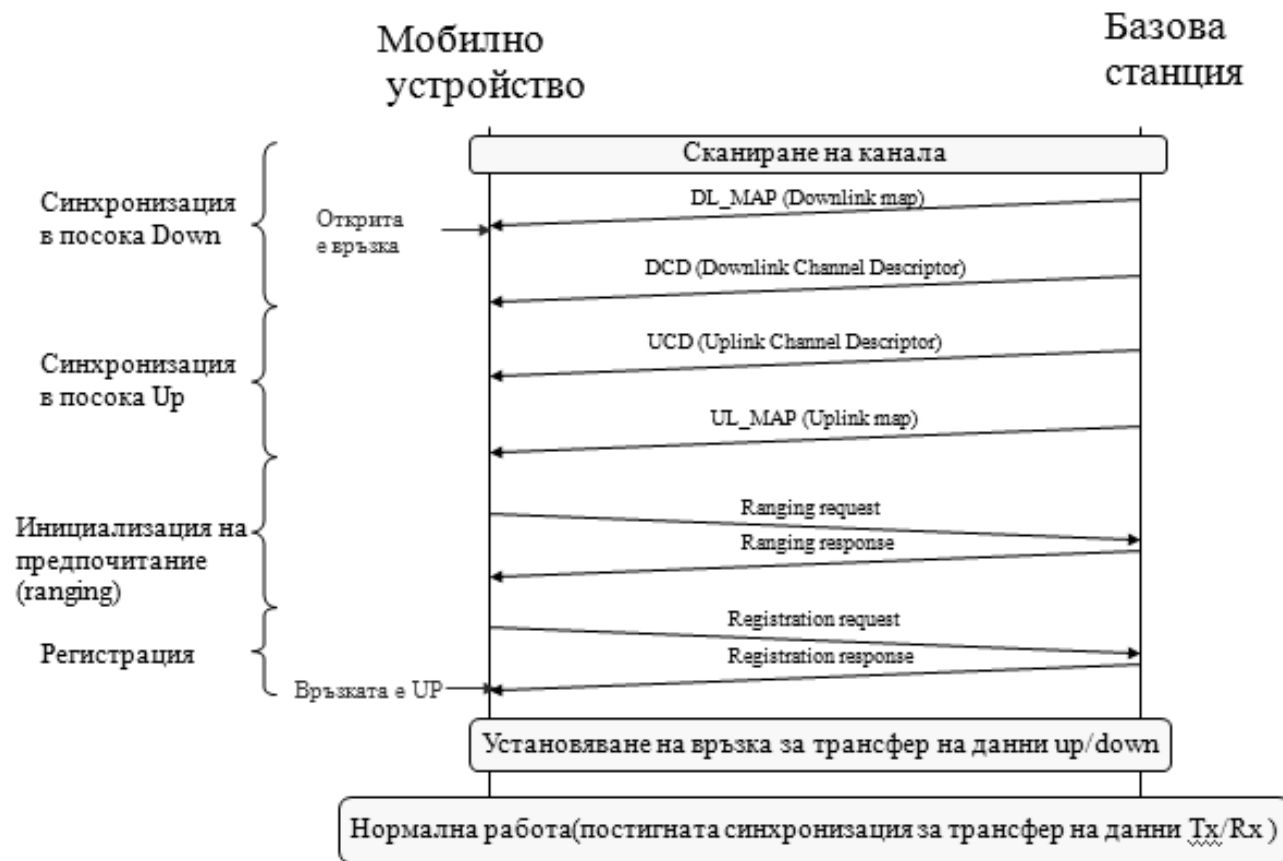 Мобилно
устройство
Базова
станция
Сканиране на канала
Синхронизация
в посока Down
DL_MAP (Downlink map)
Открита
е връзка
DCD (Downlink Channel Descriptor)
Синхронизация
в посока Up
UCD (Uplink Channel Descriptor)
UL_MAP (Uplink map)
Инициализация на
предпочитание
(ranging)
Ranging request
Ranging response
Регистрация
Registration request
Registration response
Връзката е UP
Установяване на връзка за трансфер на данни up/down
Нормална работа(постигната синхронизация за трансфер на данни Tx/Rx )